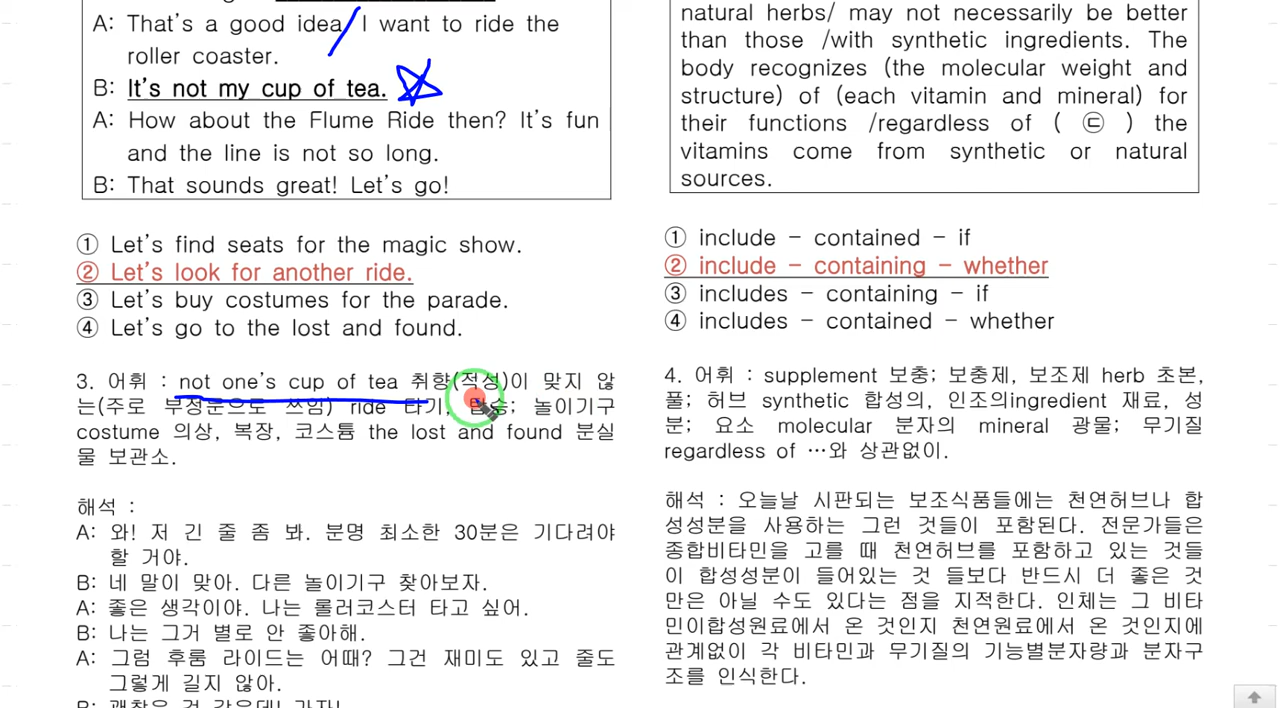 A: That's a good idea I want to ride the
roller coaster.
B: It's not my cup of tea.
A: How about the Flume Ride then? It's fun
and the line is not so long.
B: That sounds great! Let's go!
① Let's find seats for the magic show.
② Let's look for another ride.
③ Let's buy costumes for the parade.
④ Let's go to the lost and found.
3. 어휘 : not one's cup of tea 취향(적성)이 맞지 않
는(주로 부정문으로 쓰임) ride 타기, 놀이기구
costume 의상, 복장, 코스튬 the lost and found 분실
물 보관소.
해석 :
A: 와! 저 긴 줄 좀 봐. 분명 최소한 30분은 기다려야
할 거야.
B: 네 말이 맞아. 다른 놀이기구 찾아보자.
A: 좋은 생각이야. 나는 롤러코스터 타고 싶어.
B: 나는 그거 별로 안 좋아해.
A: 그럼 후룸 라이드는 어때? 그건 재미도 있고 줄도
그렇게 길지 않아.
natural herbs/ may not necessarily be better
than those /with synthetic ingredients. The
body recognizes (the molecular weight and
structure) of (each vitamin and mineral) for
their functions /regardless of ( ㉢ ) the
vitamins come from synthetic or natural
sources.
① include - contained - if
② include - containing - whether
③ includes - containing - if
④ includes - contained - whether
4. 어휘 : supplement 보충; 보충제, 보조제 herb 초본,
풀; 허브 synthetic 합성의, 인조의ingredient 재료, 성
분; 요소 molecular 분자의 mineral 광물; 무기질
regardless of …와 상관없이.
해석 : 오늘날 시판되는 보조식품들에는 천연허브나 합
성성분을 사용하는 그런 것들이 포함된다. 전문가들은
종합비타민을 고를 때 천연허브를 포함하고 있는 것들
이 합성성분이 들어있는 것 들보다 반드시 더 좋은 것
만은 아닐 수도 있다는 점을 지적한다. 인체는 그 비타
민이합성원료에서 온 것인지 천연원료에서 온 것인지에
관계없이 각 비타민과 무기질의 기능별분자량과 분자구
조를 인식한다.